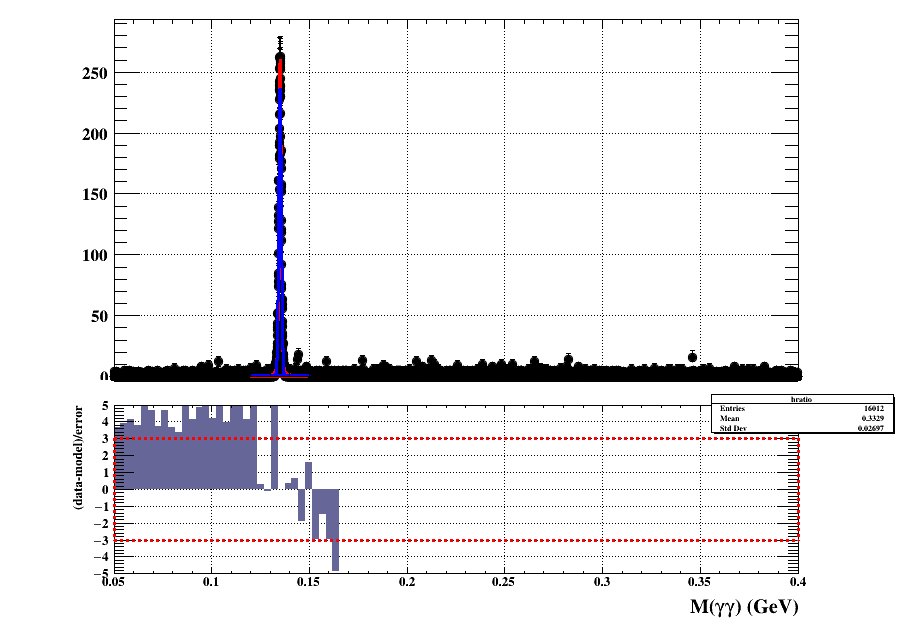 250
200
150
100
50
0
hratio
Entries 16012
Mean 0.3329
Std Dev 0.02697
(data-model)/error
5
4
3
2
1
0
−1
−2
−3
−4
−5
0.05 0.1 0.15 0.2 0.25 0.3 0.35 0.4
M(γγ) (GeV)